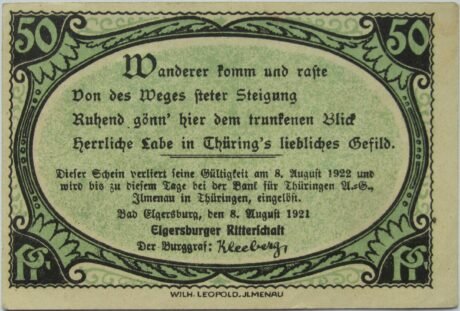 50 50
Wanderer komm und raste
Von des Weges steter Steigung
Ruhend gönn' hier dem trunkenen Blick
Herrliche Labe in Thüring's liebliches Gefild.
Dieser Schein verliert seine Gültigkeit am 8. August 1922 und
wird bis zu diesem Tage bei der Bank für Thüringen A.-G.,
Ilmenau in Thüringen, eingelöst.
Bad Elgersburg, den 8. August 1921
Elgersburger Ritterschaft
Der Burggraf: Kleeberg
Pf. Pf.
WILH. LEOPOLD, JLMENAU